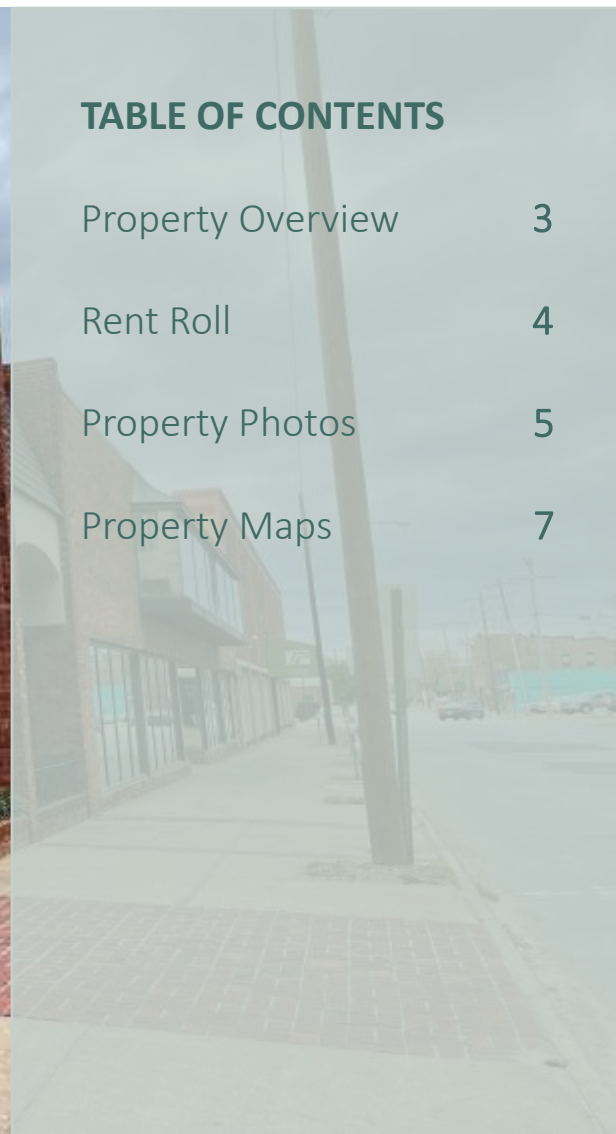 TABLE OF CONTENTS
Property Overview 3
Rent Roll 4
Property Photos 5
Property Maps 7